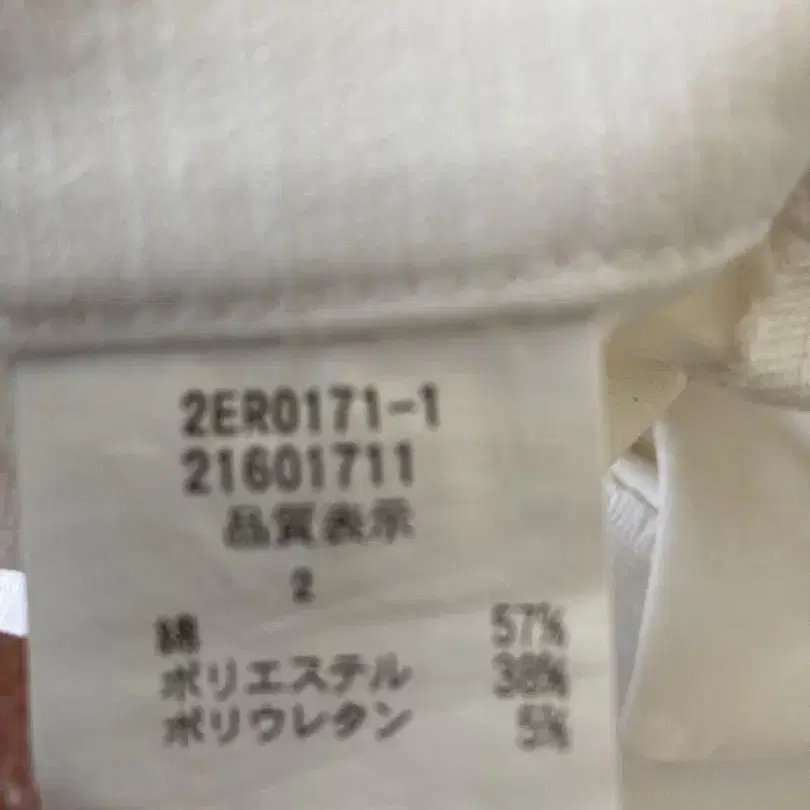 2ER0171-1
21601711
品質表示
2
綿 57%
ポリエステル 38%
ポリウレタン 5%